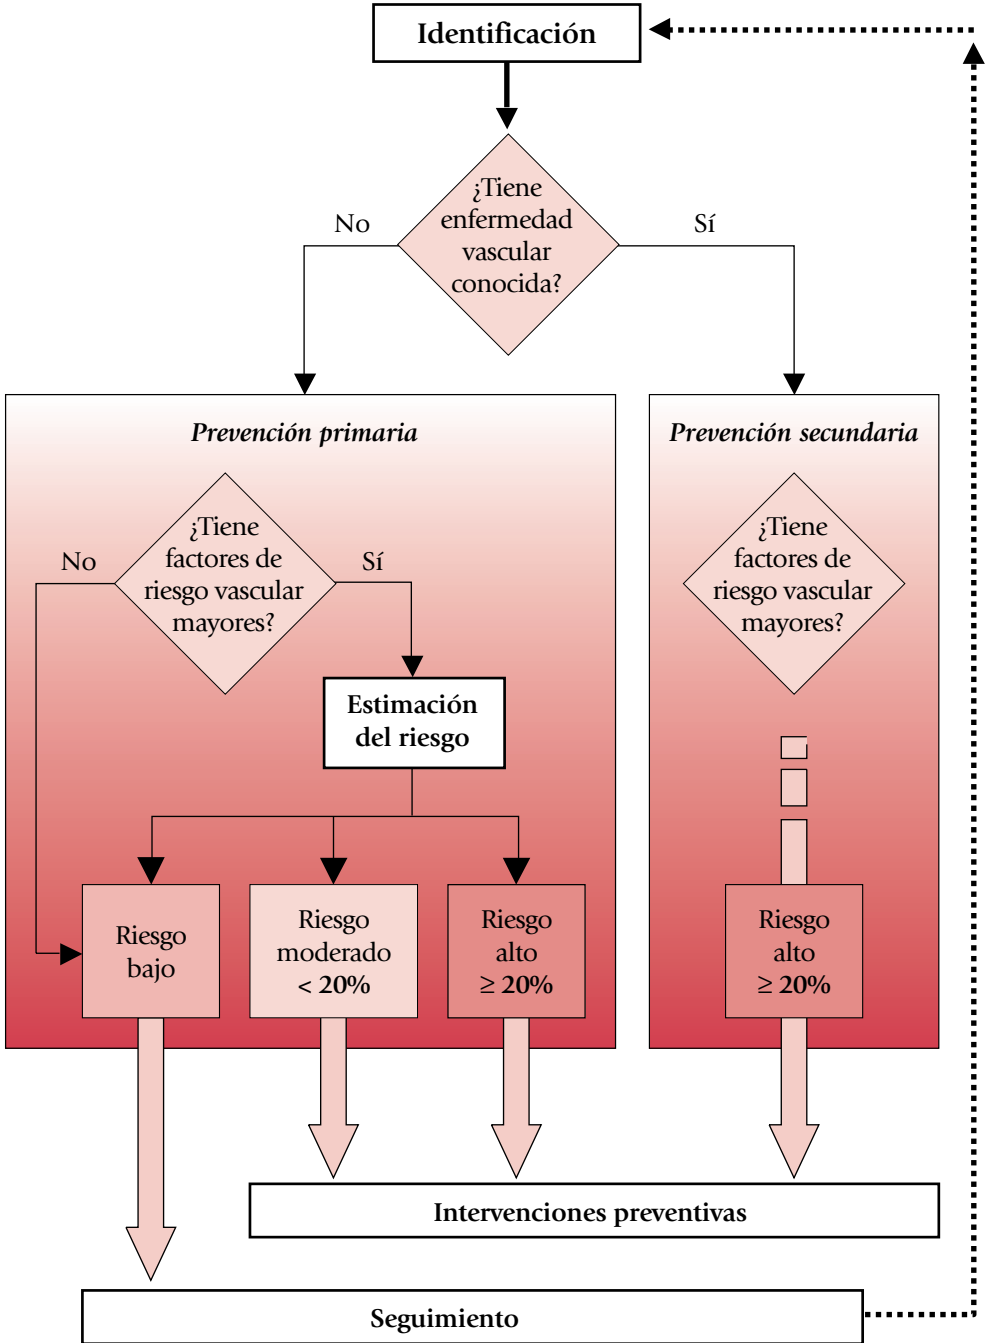 Identificación
¿Tiene
enfermedad
vascular
conocida?
No
Sí
Prevención primaria
¿Tiene
factores de
riesgo vascular
mayores?
No
Sí
Estimación
del riesgo
Riesgo
bajo
Riesgo
moderado
< 20%
Riesgo
alto
≥ 20%
Prevención secundaria
¿Tiene
factores de
riesgo vascular
mayores?
Riesgo
alto
≥ 20%
Intervenciones preventivas
Seguimiento